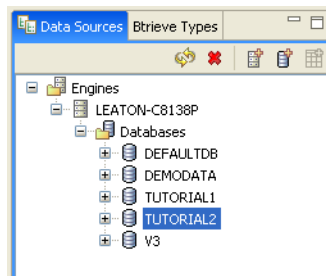 Data Sources Btrieve Types
Engines
LEATON-C8138P
Databases
DEFAULTDB
DEMODATA
TUTORIAL1
TUTORIAL2
V3